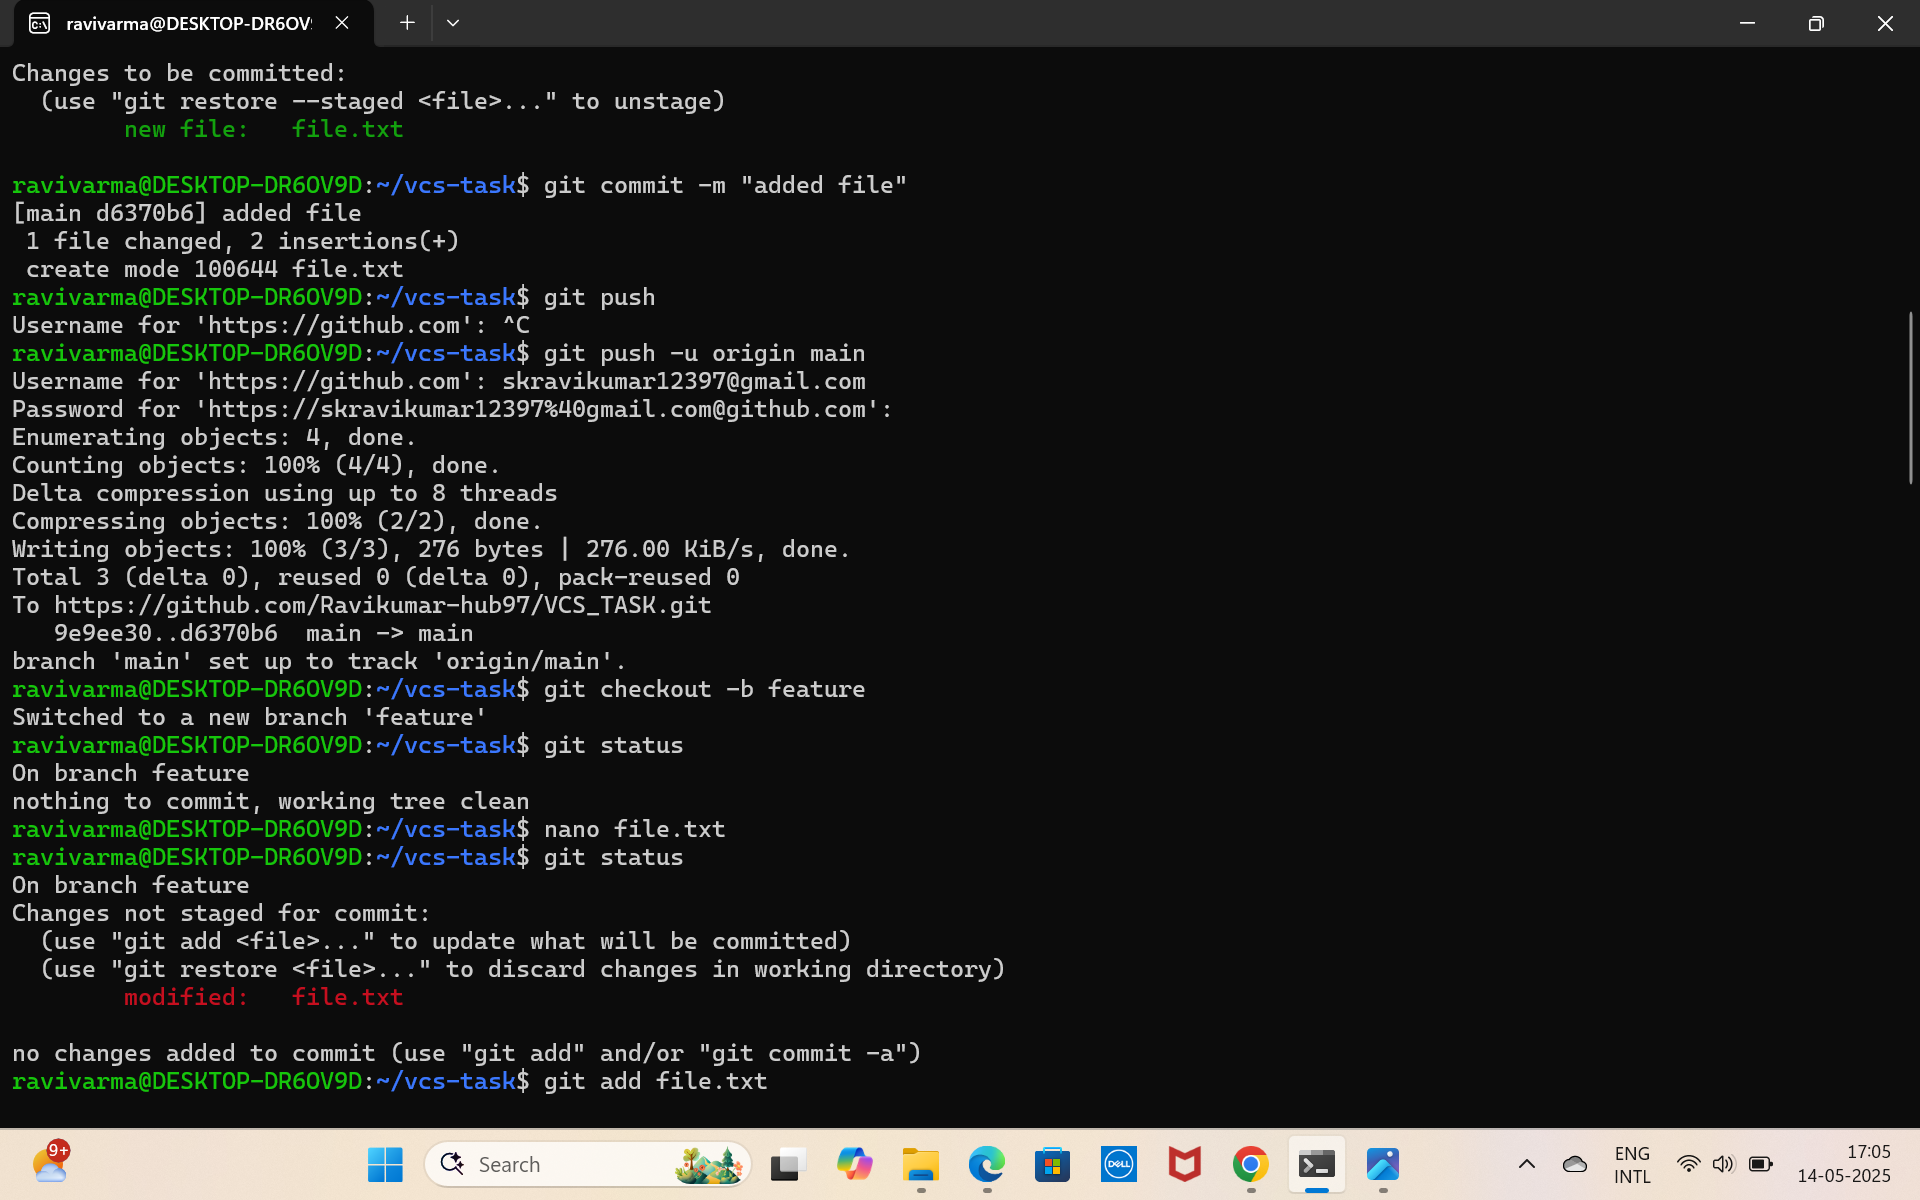 ravivarma@DESKTOP-DR6OV
Changes to be committed:
(use "git restore --staged <file>..." to unstage)
new file:   file.txt
ravivarma@DESKTOP-DR6OV9D:~/vcs-task$ git commit -m "added file"
[main d6370b6] added file
1 file changed, 2 insertions(+)
create mode 100644 file.txt
ravivarma@DESKTOP-DR6OV9D:~/vcs-task$ git push
Username for 'https://github.com': ^C
ravivarma@DESKTOP-DR6OV9D:~/vcs-task$ git push -u origin main
Username for 'https://github.com': skravikumar12397@gmail.com
Password for 'https://skravikumar12397%40gmail.com@github.com':
Enumerating objects: 4, done.
Counting objects: 100% (4/4), done.
Delta compression using up to 8 threads
Compressing objects: 100% (2/2), done.
Writing objects: 100% (3/3), 276 bytes | 276.00 KiB/s, done.
Total 3 (delta 0), reused 0 (delta 0), pack-reused 0
To https://github.com/Ravikumar-hub97/VCS_TASK.git
9e9ee30..d6370b6  main -> main
branch 'main' set up to track 'origin/main'.
ravivarma@DESKTOP-DR6OV9D:~/vcs-task$ git checkout -b feature
Switched to a new branch 'feature'
ravivarma@DESKTOP-DR6OV9D:~/vcs-task$ git status
On branch feature
nothing to commit, working tree clean
ravivarma@DESKTOP-DR6OV9D:~/vcs-task$ nano file.txt
ravivarma@DESKTOP-DR6OV9D:~/vcs-task$ git status
On branch feature
Changes not staged for commit:
(use "git add <file>..." to update what will be committed)
(use "git restore <file>..." to discard changes in working directory)
modified:   file.txt
no changes added to commit (use "git add" and/or "git commit -a")
ravivarma@DESKTOP-DR6OV9D:~/vcs-task$ git add file.txt
9+
Search
DELL
ENG
INTL
17:05
14-05-2025